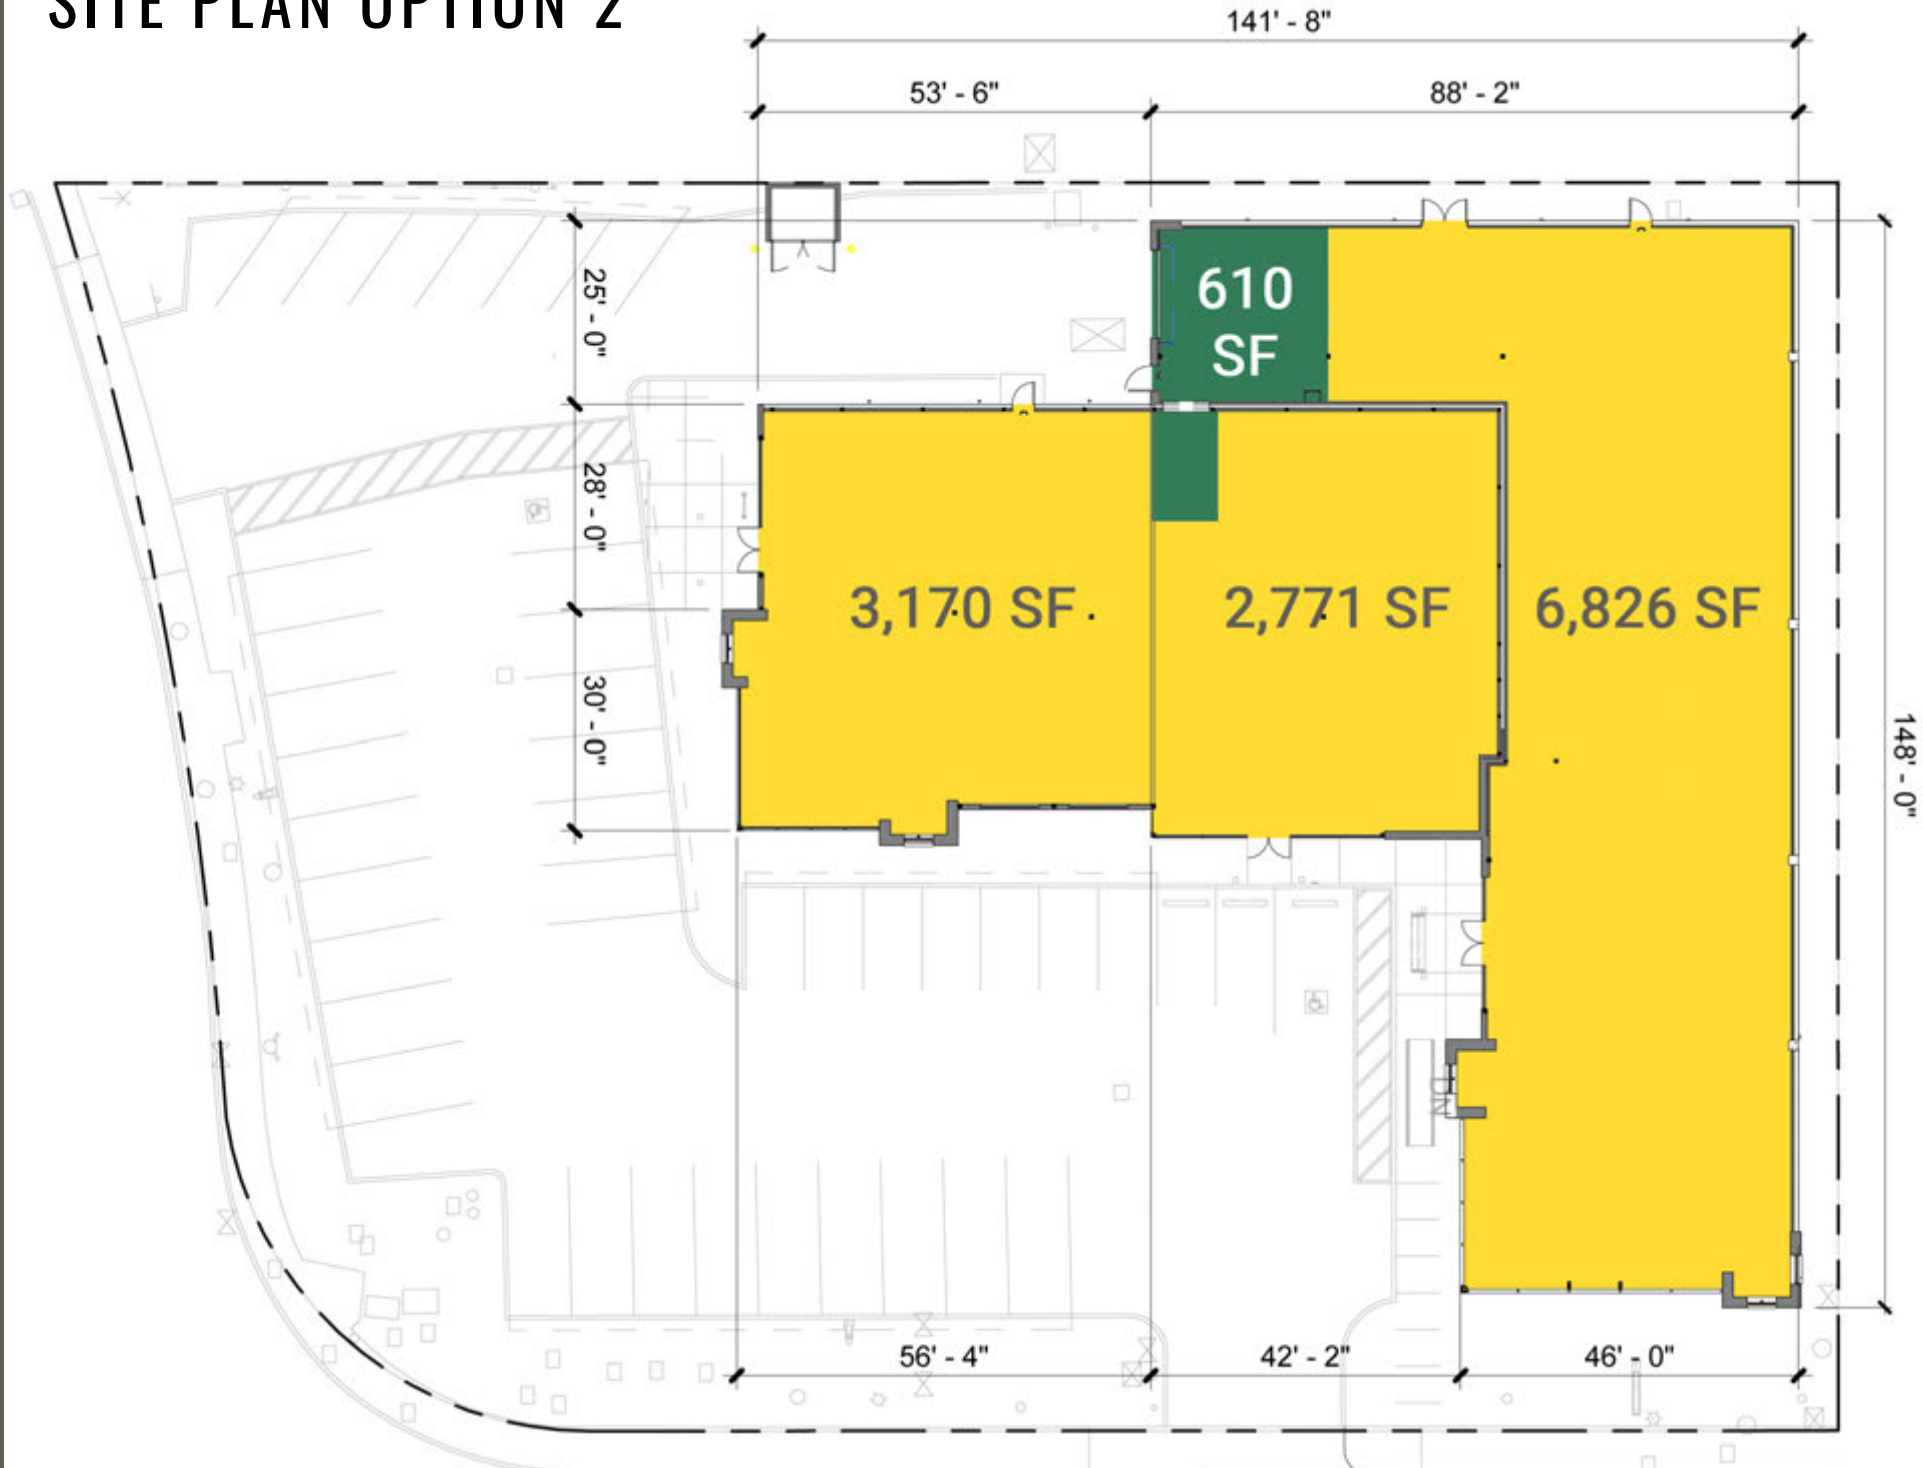 SITE PLAN OPTION 2
141' - 8"
53' - 6"
88' - 2"
25' - 0"
610
SF
28' - 0"
3,170 SF
2,771 SF
6,826 SF
30' - 0"
148' - 0"
56' - 4"
42' - 2"
46' - 0"